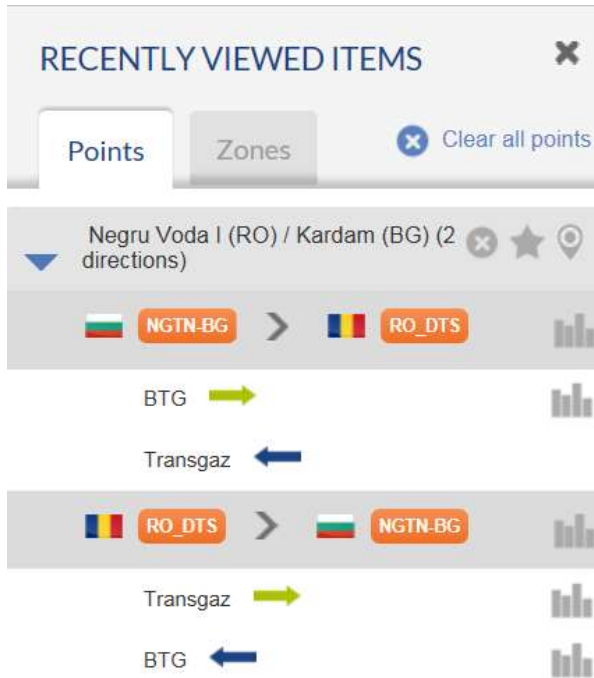 RECENTLY VIEWED ITEMS
Points Zones Clear all points
Negru Voda I (RO) / Kardam (BG) (2
directions)
NGTN-BG RO_DTS
BTG
Transgaz
RO_DTS NGTN-BG
Transgaz
BTG